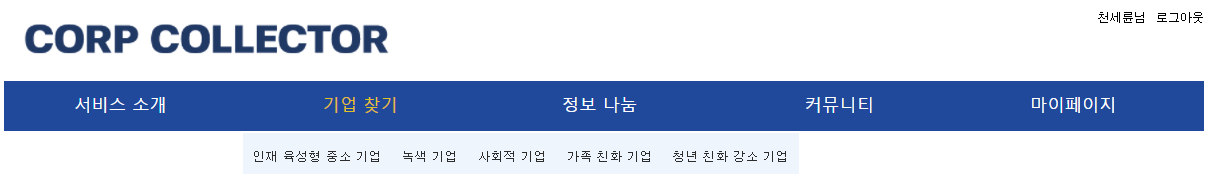 천세륜님 로그아웃
CORP COLLECTOR
서비스 소개 기업 찾기 정보 나눔 커뮤니티 마이페이지
인재 육성형 중소 기업 녹색 기업 사회적 기업 가족 친화 기업 청년 친화 강소 기업